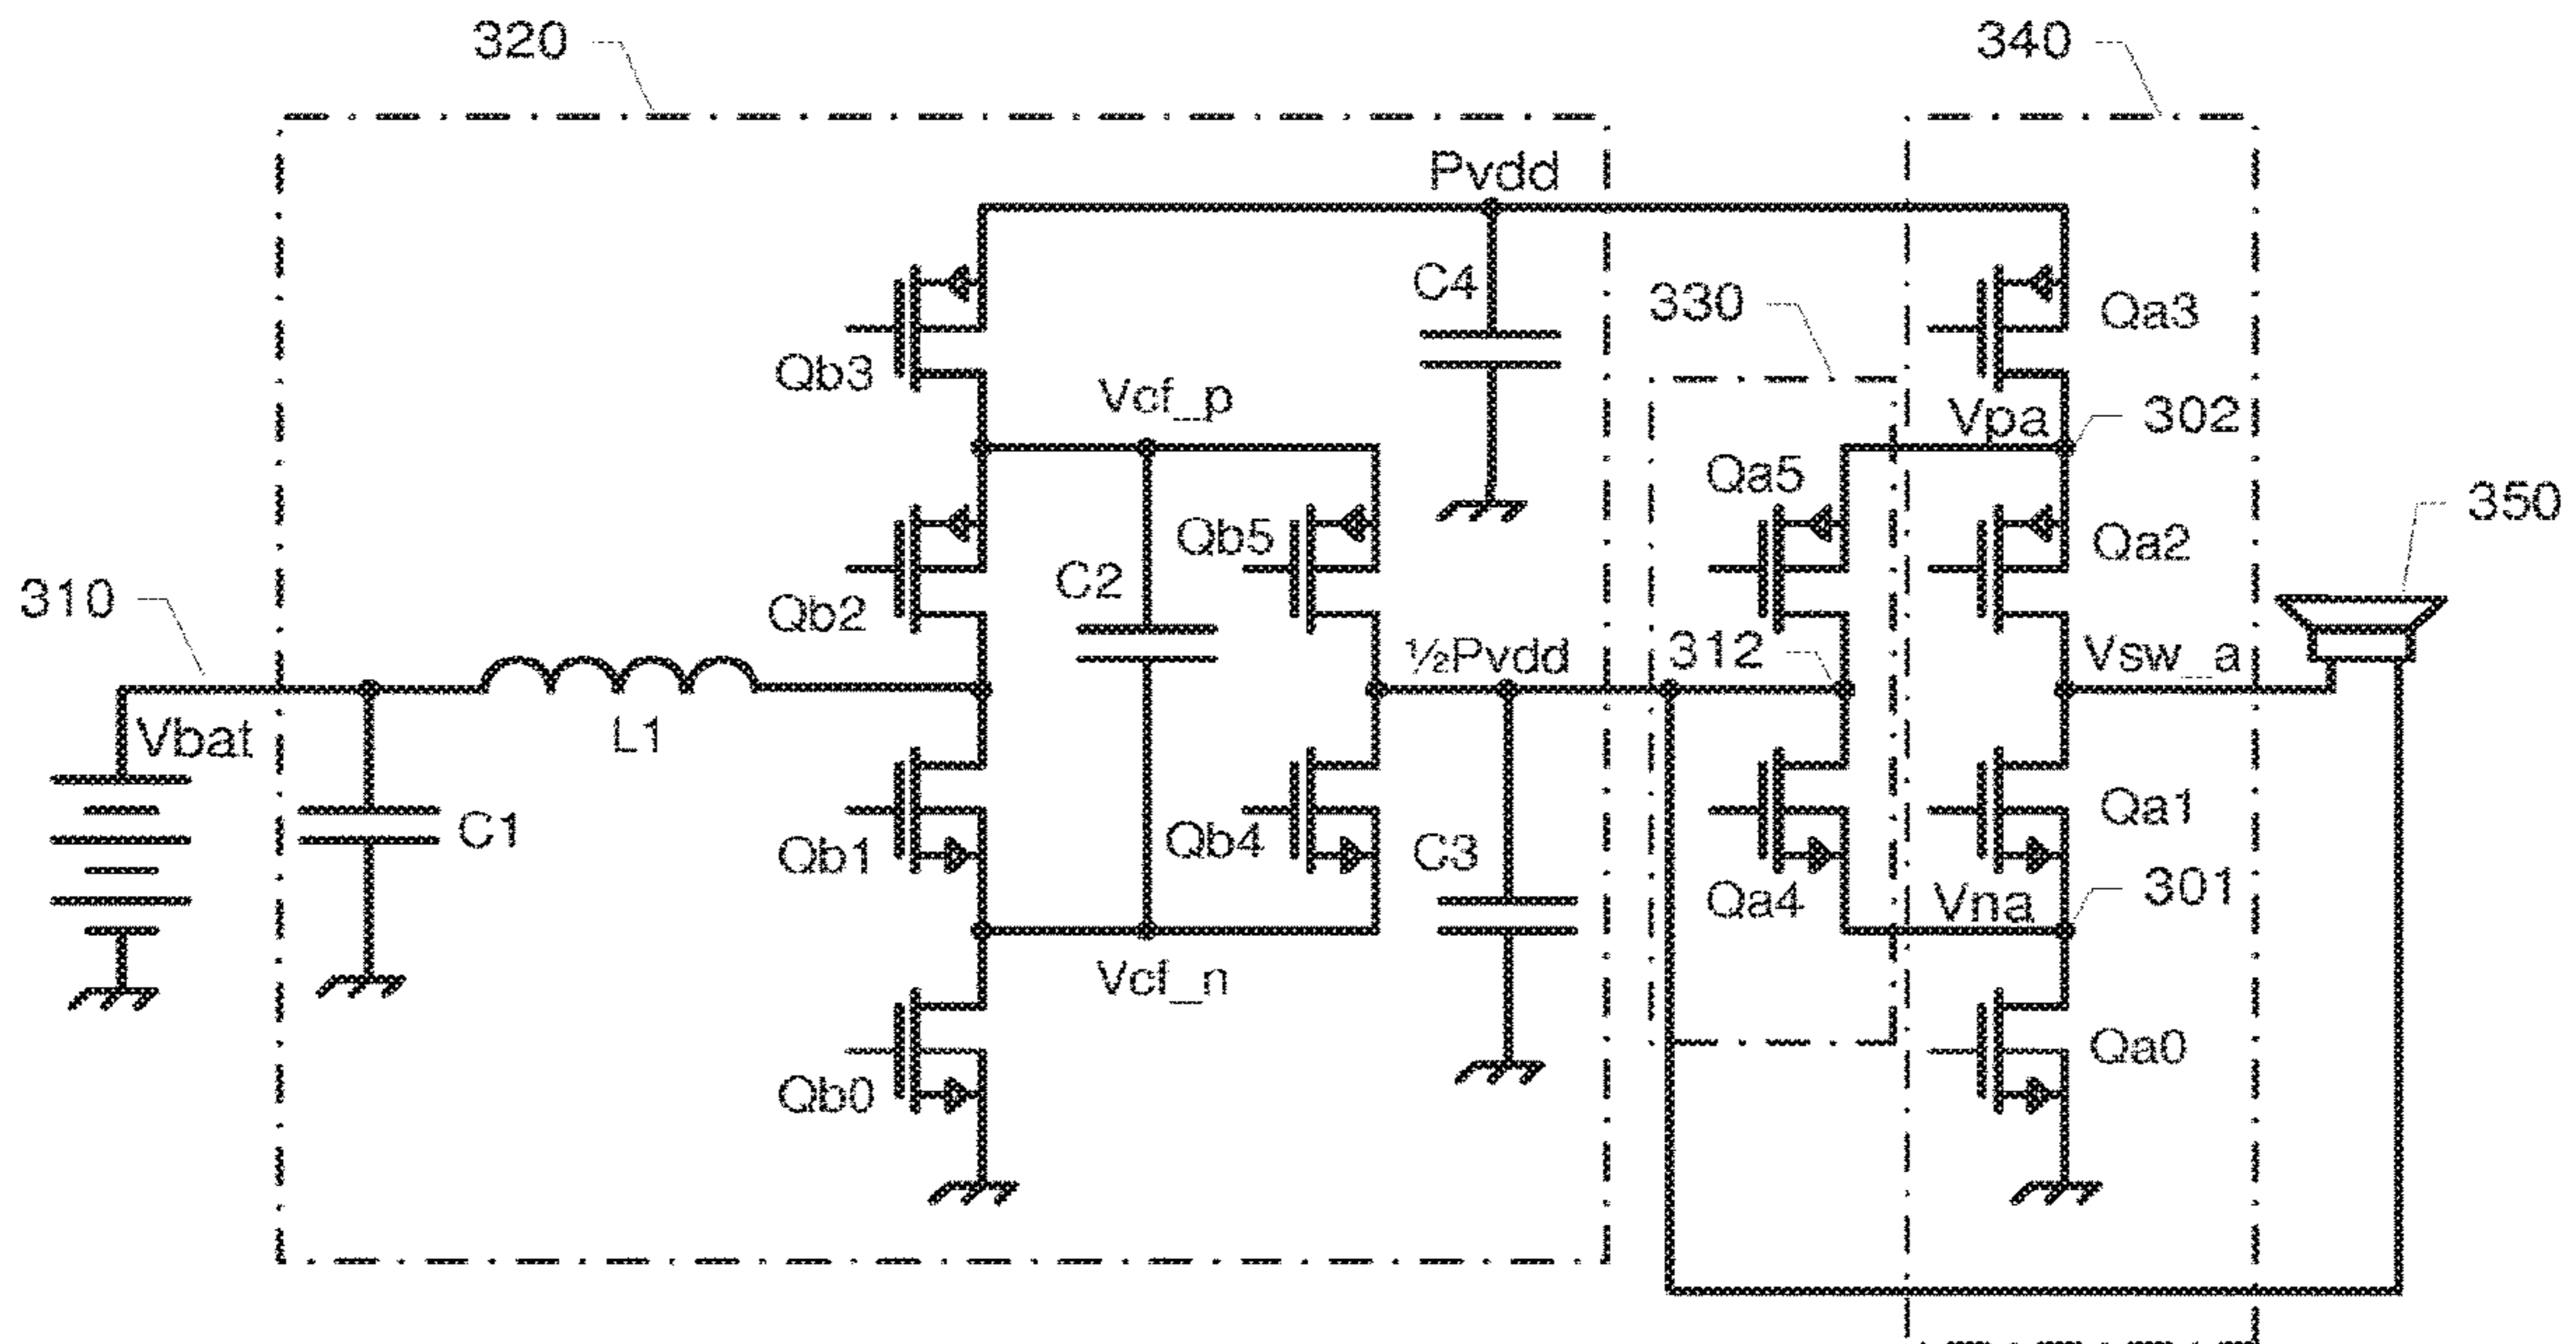 320
340
Pvdd
C4
330
Qa3
Qb3
Vcf_p
Vpa
302
Qa5
350
Qb5
Qa2
C2
310
Qb2
½Pvdd
312
Vsw_a
Vbat
L1
C1
Qb1
Qb4
C3
Qa1
Qa4
Vna
301
Vcf_n
Qa0
Qb0